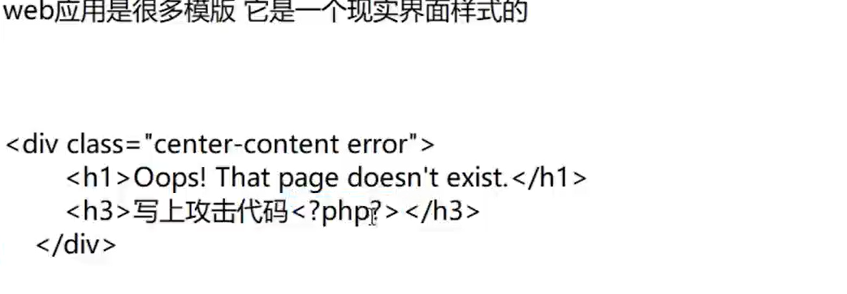 web应用是很多模版 它是一个现实界面样式的
<div class="center-content error">
<h1>Oops! That page doesn't exist.</h1>
<h3>写上攻击代码<?php?></h3>
</div>